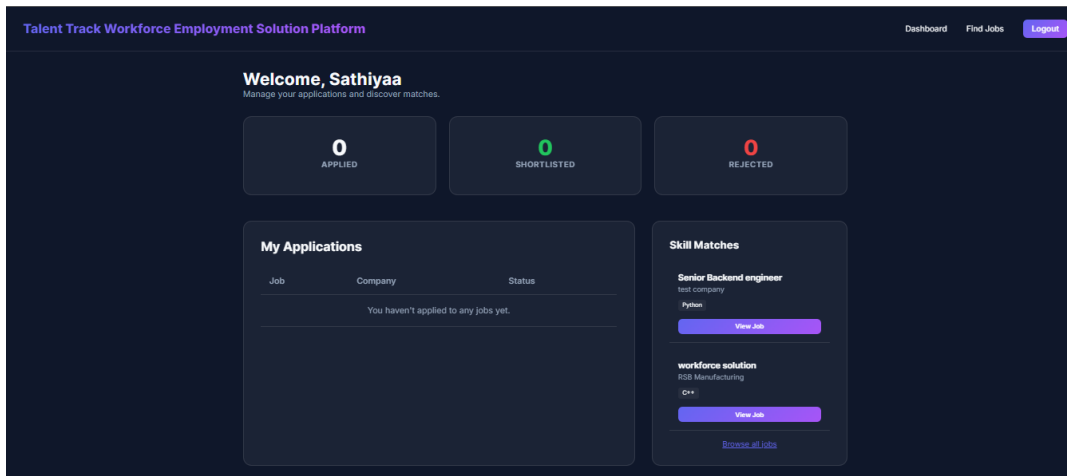 Talent Track Workforce Employment Solution Platform
Dashboard Find Jobs Logout
Welcome, Sathiyaa
Manage your applications and discover matches.
0
APPLIED
0
SHORTLISTED
0
REJECTED
My Applications
Job Company Status
You haven't applied to any jobs yet.
Skill Matches
Senior Backend engineer
test company
Python
View Job
workforce solution
RSB Manufacturing
C++
View Job
Browse all jobs